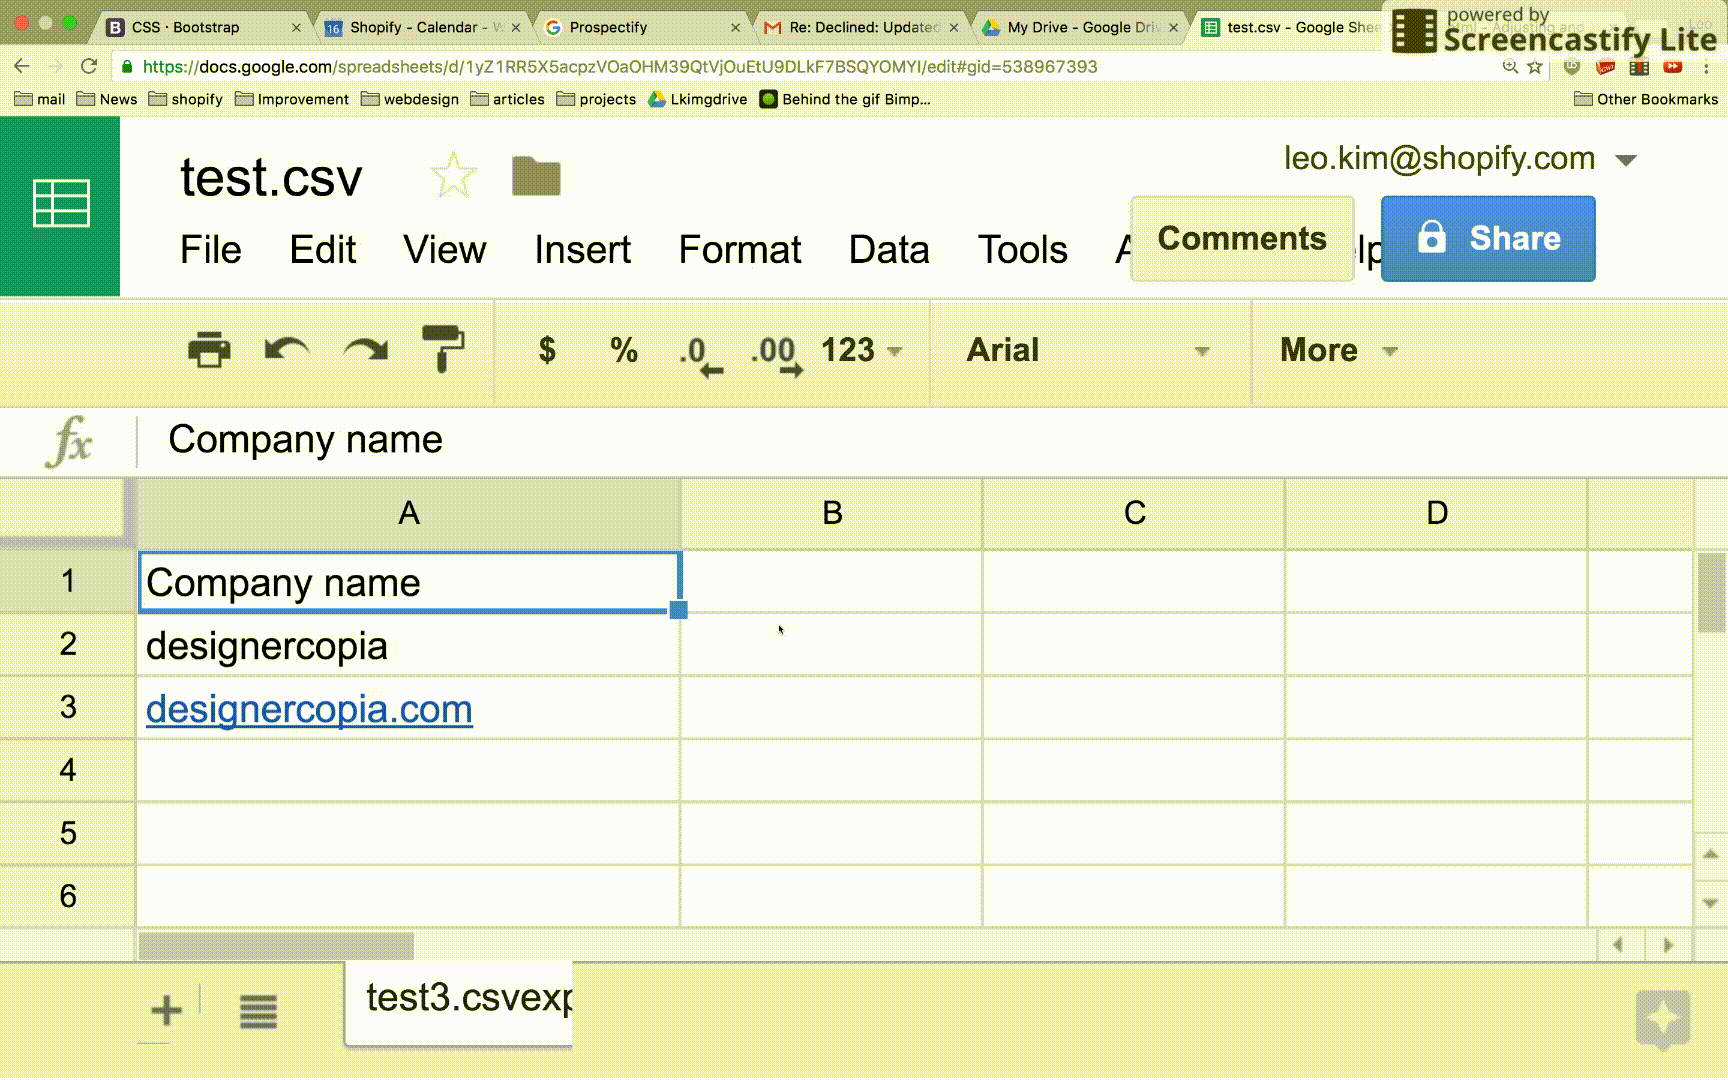 CSS · Bootstrap
Shopify - Calendar -
Prospectify
Re: Declined: Updated
My Drive - Google Dri
test.csv - Google Shee
powered by
Screencastify Lite
https://docs.google.com/spreadsheets/d/1yZ1RR5X5acpzVOaOHM39QtVjOuEtU9DLkF7BSQYOMYI/edit#gid=538967393
mail News shopify Improvement webdesign articles projects Lkimgdrive Behind the gif Bimp... Other Bookmarks
test.csv
leo.kim@shopify.com
File Edit View Insert Format Data Tools
Comments
Share
$ % .0 .00 123 Arial More
fx Company name
A B C D
1 Company name
2 designercopia
3 designercopia.com
4
5
6
+ test3.csvexp